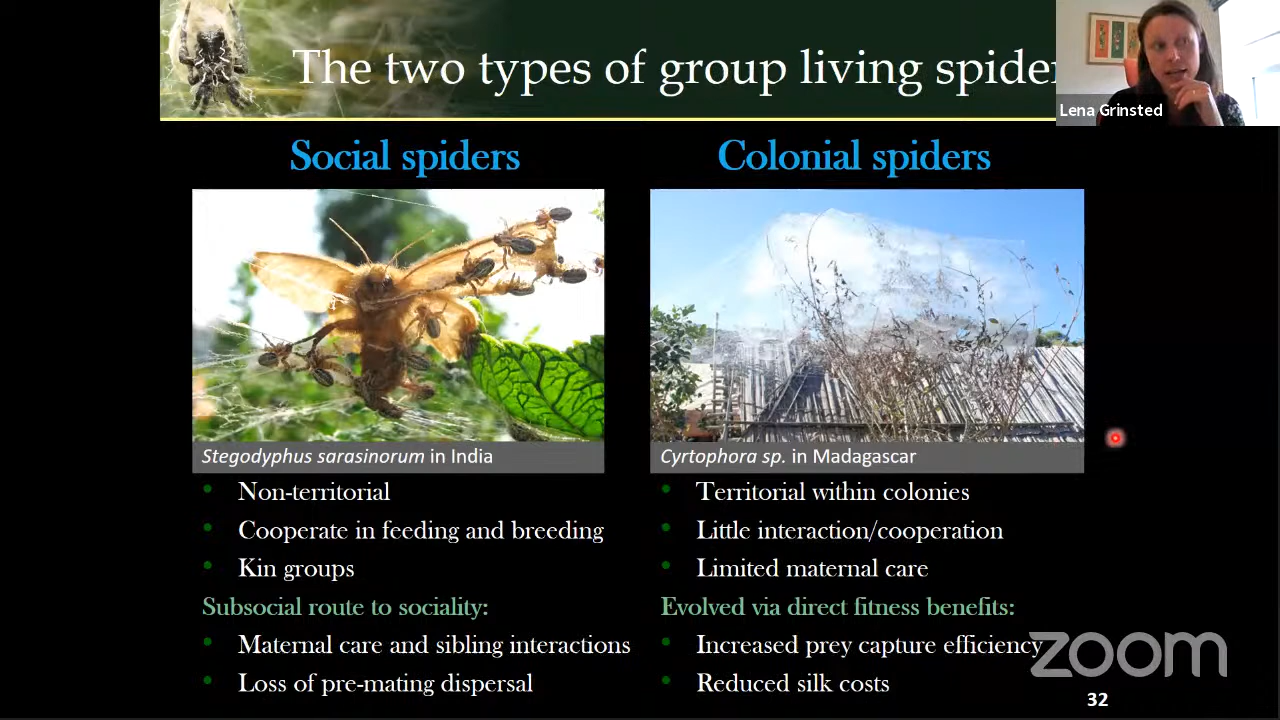 The two types of group living spider
Lena Grinsted
Social spiders
Colonial spiders
Stegodyphus sarasinorum in India
Cyrtophora sp. in Madagascar
• Non-territorial
• Cooperate in feeding and breeding
• Kin groups
Subsocial route to sociality:
• Maternal care and sibling interactions
• Loss of pre-mating dispersal
• Territorial within colonies
• Little interaction/cooperation
• Limited maternal care
Evolved via direct fitness benefits:
• Increased prey capture efficiency
• Reduced silk costs
zoom
32